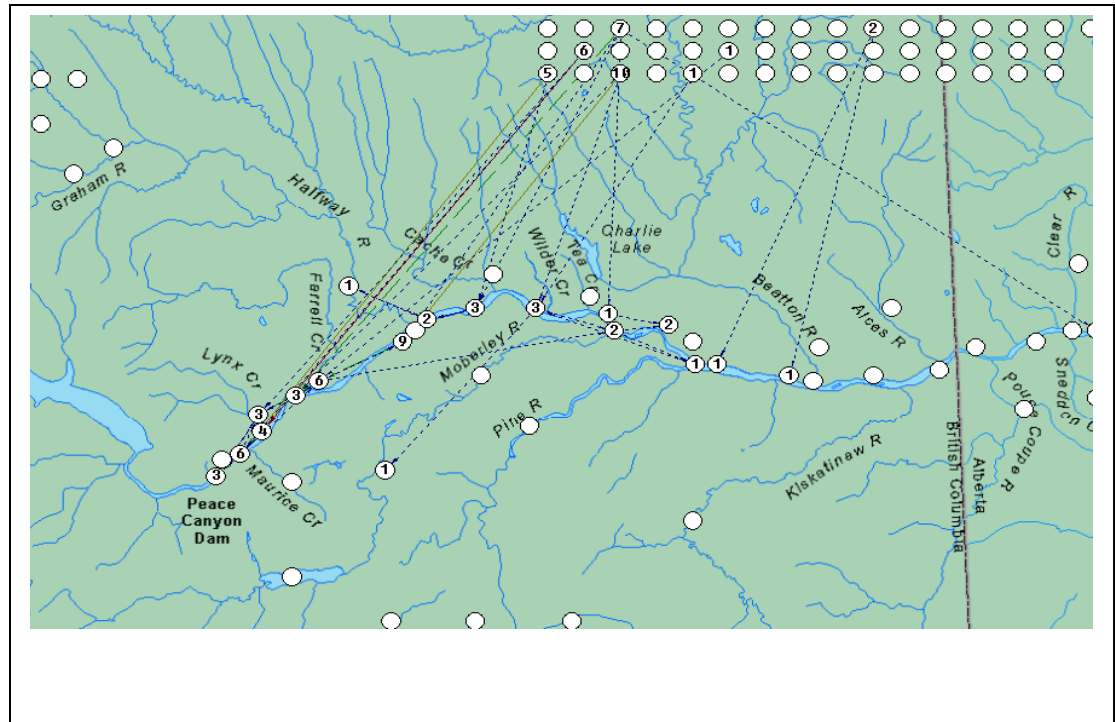 7
2
6
1
5
10
1
Graham R
Halfway R
Cache Cr
Farrell Cr
Wilder Cr
Tea Cr
Charlie
Lake
Clear R
1
Beatton R
Alces R
2
3
3
1
2
2
9
Moberley R
Lynx Cr
6
1
1
1
3
3
4
Pine R
Pouce Coupe R
Sneddon C
6
3
Maurice Cr
1
Kiskatinaw R
British Columbia
Alberta
Peace
Canyon
Dam